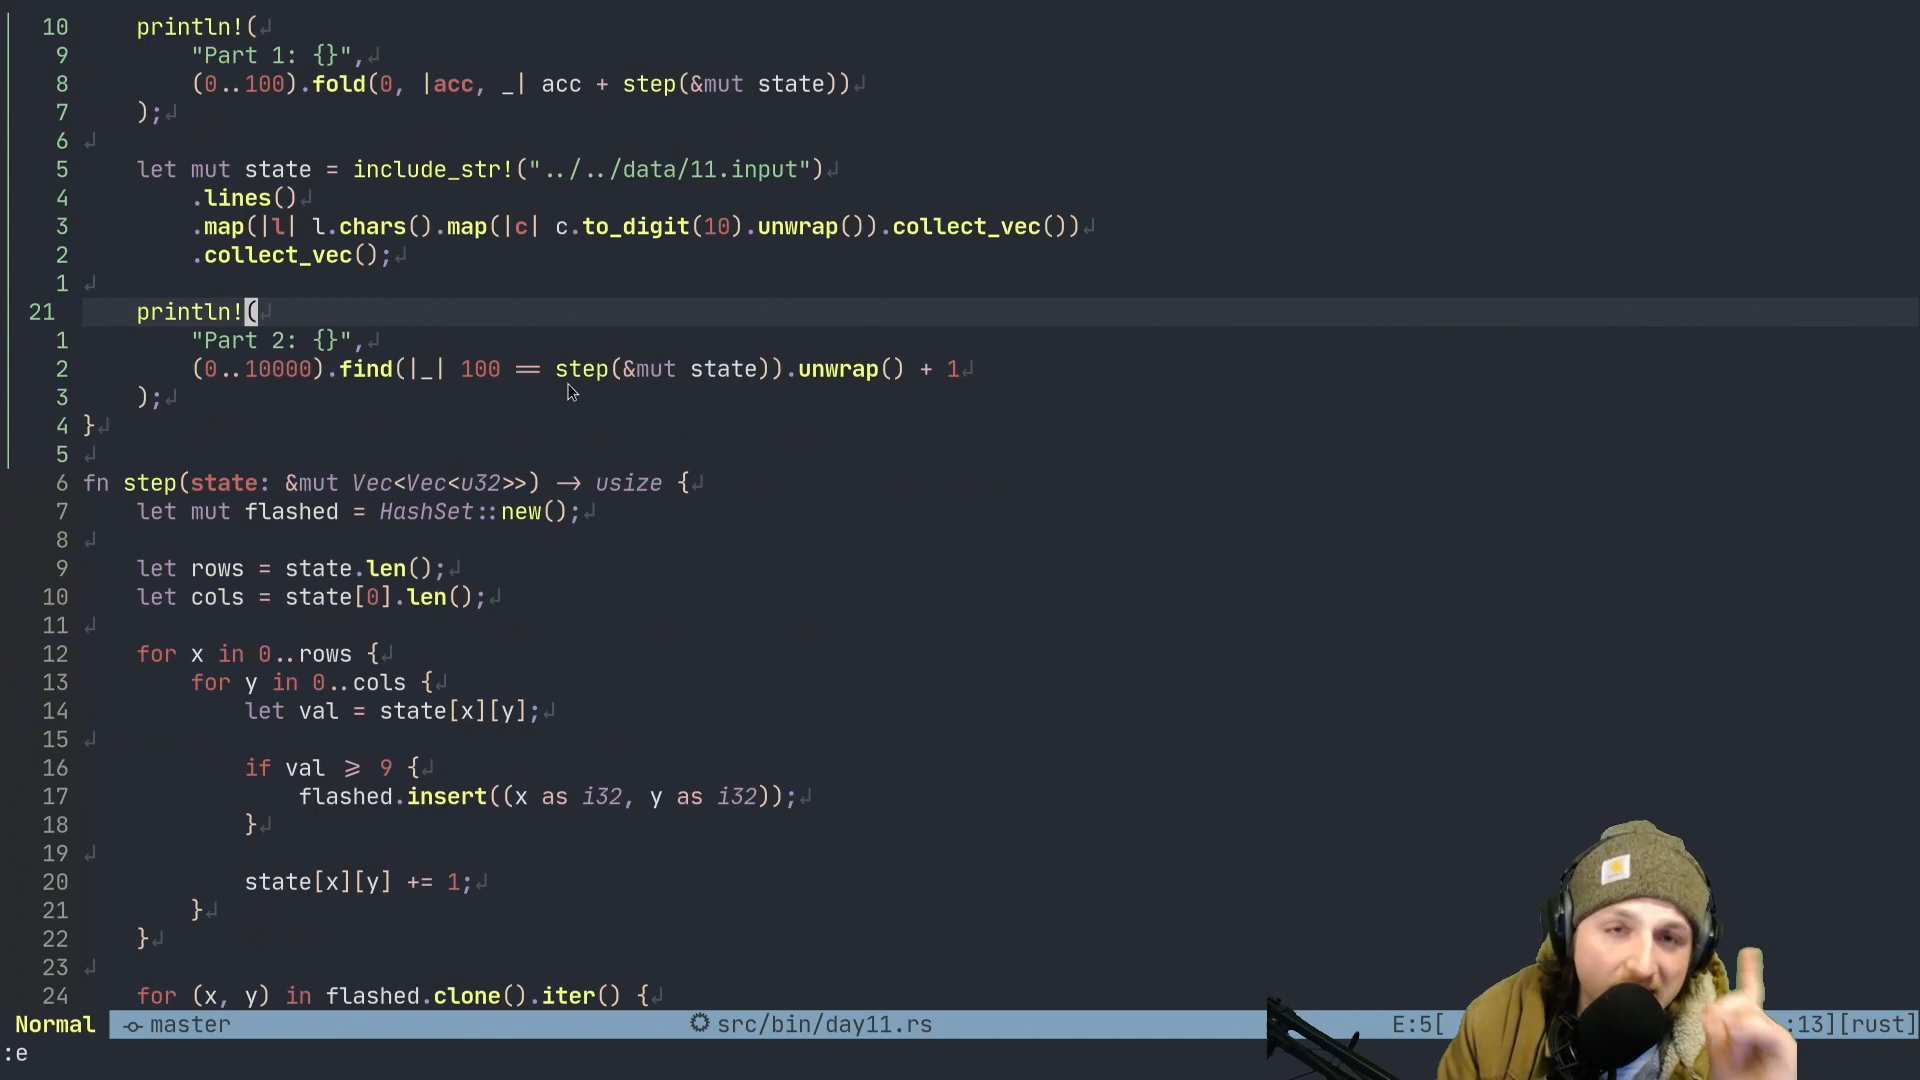 10 println!(↲
9 "Part 1: {}",↲
8 (0..100).fold(0, |acc, _| acc + step(&mut state))↲
7 );↲
6 ↲
5 let mut state = include_str!("../../data/11.input")↲
4 .lines()↲
3 .map(|l| l.chars().map(|c| c.to_digit(10).unwrap()).collect_vec())↲
2 .collect_vec();↲
1 ↲
21 println!(↲
1 "Part 2: {}",↲
2 (0..10000).find(|_| 100 == step(&mut state)).unwrap() + 1↲
3 );↲
4 }↲
5 ↲
6 fn step(state: &mut Vec<Vec<u32>>) -> usize {↲
7 let mut flashed = HashSet::new();↲
8 ↲
9 let rows = state.len();↲
10 let cols = state[0].len();↲
11 ↲
12 for x in 0..rows {↲
13 for y in 0..cols {↲
14 let val = state[x][y];↲
15 ↲
16 if val >= 9 {↲
17 flashed.insert((x as i32, y as i32));↲
18 }↲
19 ↲
20 state[x][y] += 1;↲
21 }↲
22 }↲
23 ↲
24 for (x, y) in flashed.clone().iter() {↲
Normal master src/bin/day11.rs E:5[ :13][rust]
:e